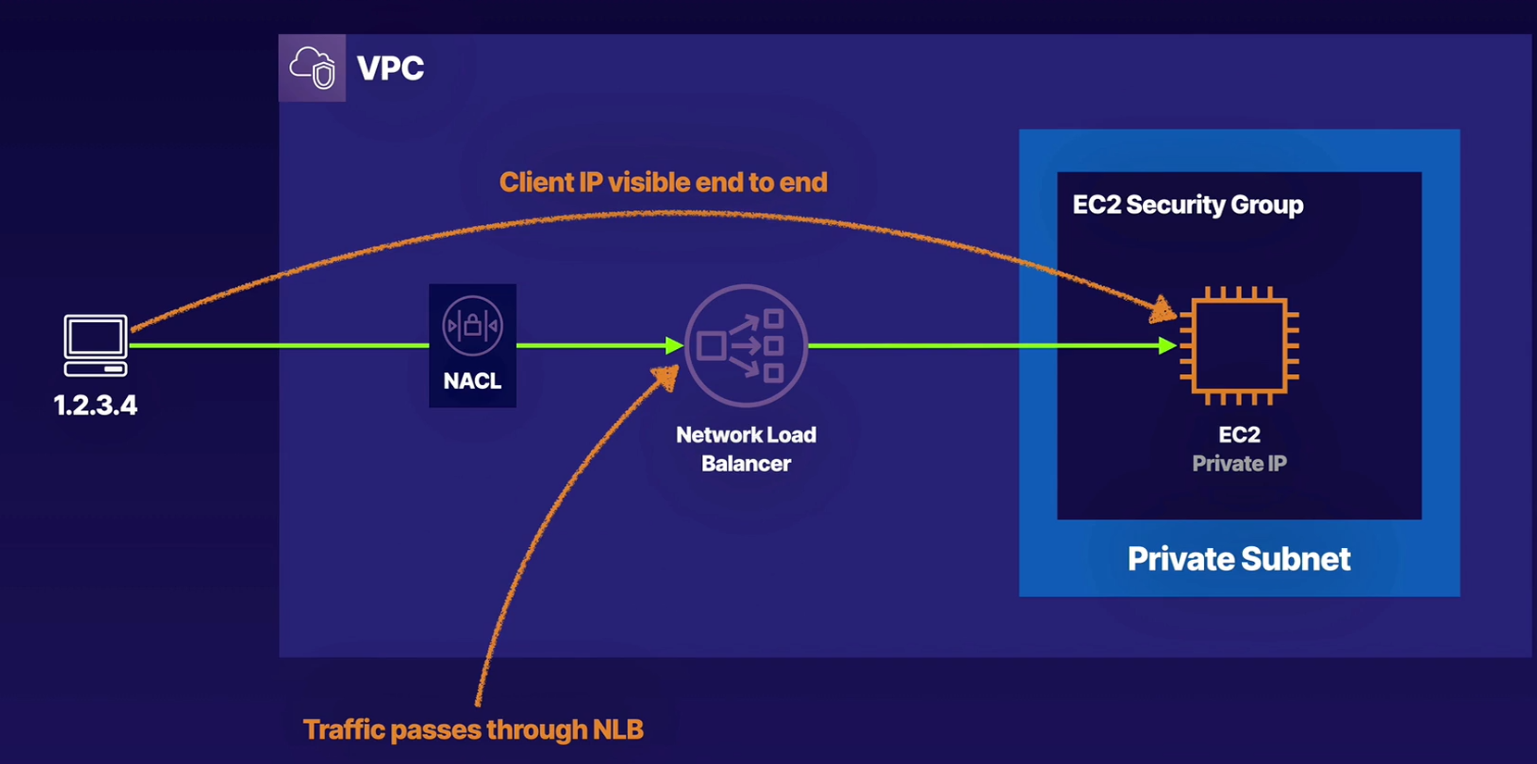 VPC
Client IP visible end to end
EC2 Security Group
NACL
1.2.3.4
Network Load
Balancer
EC2
Private IP
Private Subnet
Traffic passes through NLB